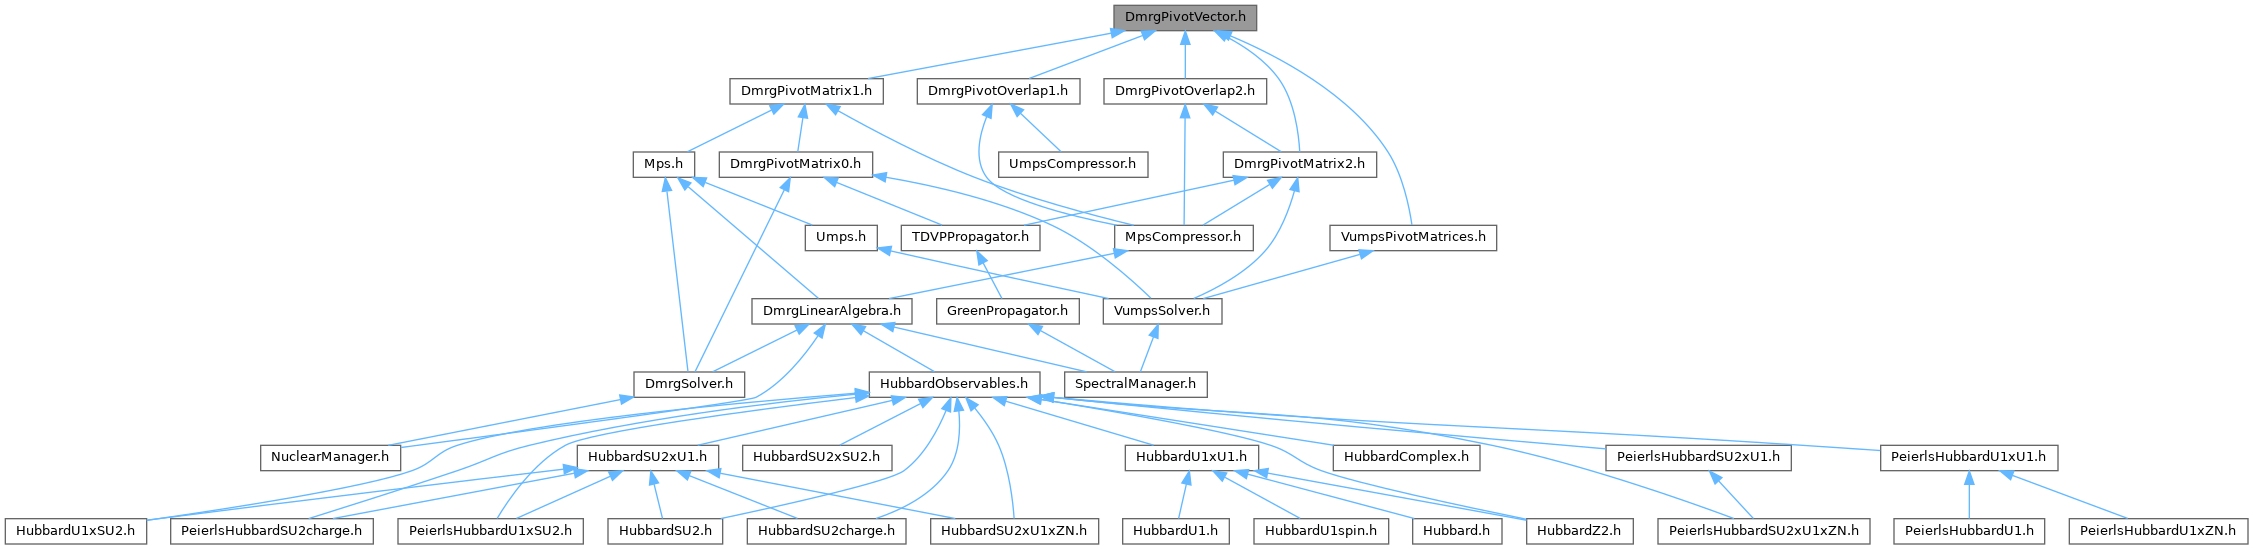 DmrgPivotVector.h
DmrgPivotMatrix1.h
DmrgPivotOverlap1.h
DmrgPivotOverlap2.h
Mps.h
DmrgPivotMatrix0.h
UmpsCompressor.h
DmrgPivotMatrix2.h
Umps.h
TDVPPropagator.h
MpsCompressor.h
VumpsPivotMatrices.h
DmrgLinearAlgebra.h
GreenPropagator.h
VumpsSolver.h
DmrgSolver.h
HubbardObservables.h
SpectralManager.h
NuclearManager.h
HubbardSU2xU1.h
HubbardSU2xSU2.h
HubbardU1xU1.h
HubbardComplex.h
PeierlsHubbardSU2xU1.h
PeierlsHubbardU1xU1.h
HubbardU1xSU2.h
PeierlsHubbardSU2charge.h
PeierlsHubbardU1xSU2.h
HubbardSU2.h
HubbardSU2charge.h
HubbardSU2xU1xZN.h
HubbardU1.h
HubbardU1spin.h
Hubbard.h
HubbardZ2.h
PeierlsHubbardSU2xU1xZN.h
PeierlsHubbardU1.h
PeierlsHubbardU1xZN.h